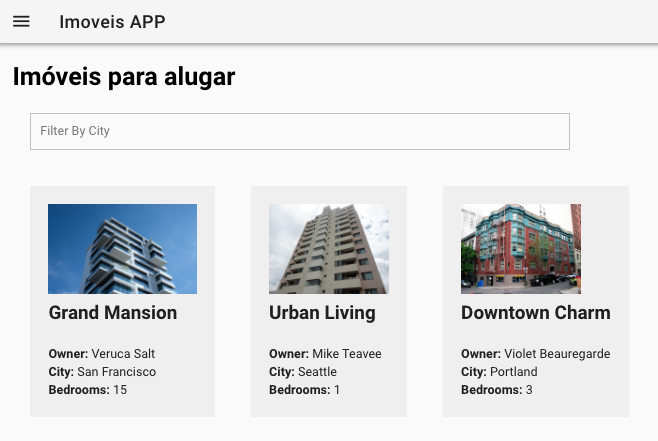 Imoveis APP
Imóveis para alugar
Filter By City
Grand Mansion
Owner: Veruca Salt
City: San Francisco
Bedrooms: 15
Urban Living
Owner: Mike Teavee
City: Seattle
Bedrooms: 1
Downtown Charm
Owner: Violet Beauregarde
City: Portland
Bedrooms: 3